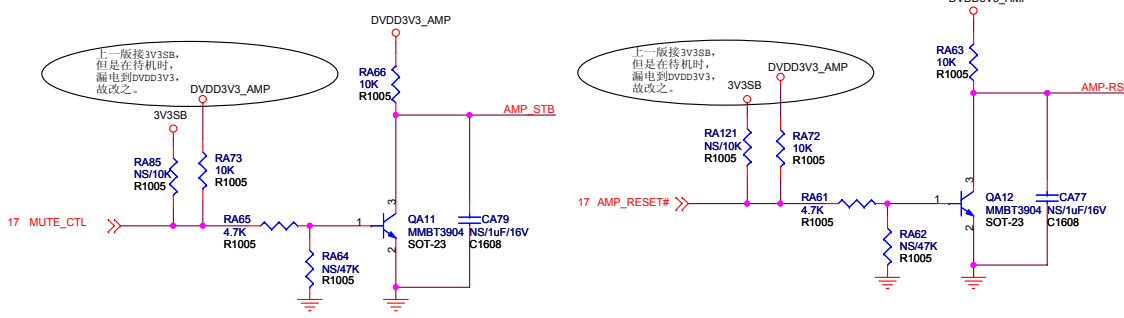 DVDD3V3_AMP
上一版接3V3SB,
但是在待机时,
漏电到DVDD3V3,
故改之。
DVDD3V3_AMP
3V3SB
RA66
10K
R1005
AMP_STB
RA85
NS/10K
R1005
RA73
10K
R1005
17 MUTE_CTL
RA65
4.7K
R1005
1
3
2
QA11
MMBT3904
SOT-23
CA79
NS/1uF/16V
C1608
RA64
NS/47K
R1005
DVDD3V3_AMP
上一版接3V3SB,
但是在待机时,
漏电到DVDD3V3,
故改之。
DVDD3V3_AMP
3V3SB
RA63
10K
R1005
AMP-RS
RA121
NS/10K
R1005
RA72
10K
R1005
17 AMP_RESET#
RA61
4.7K
R1005
1
3
2
QA12
MMBT3904
SOT-23
CA77
NS/1uF/16V
C1608
RA62
NS/47K
R1005